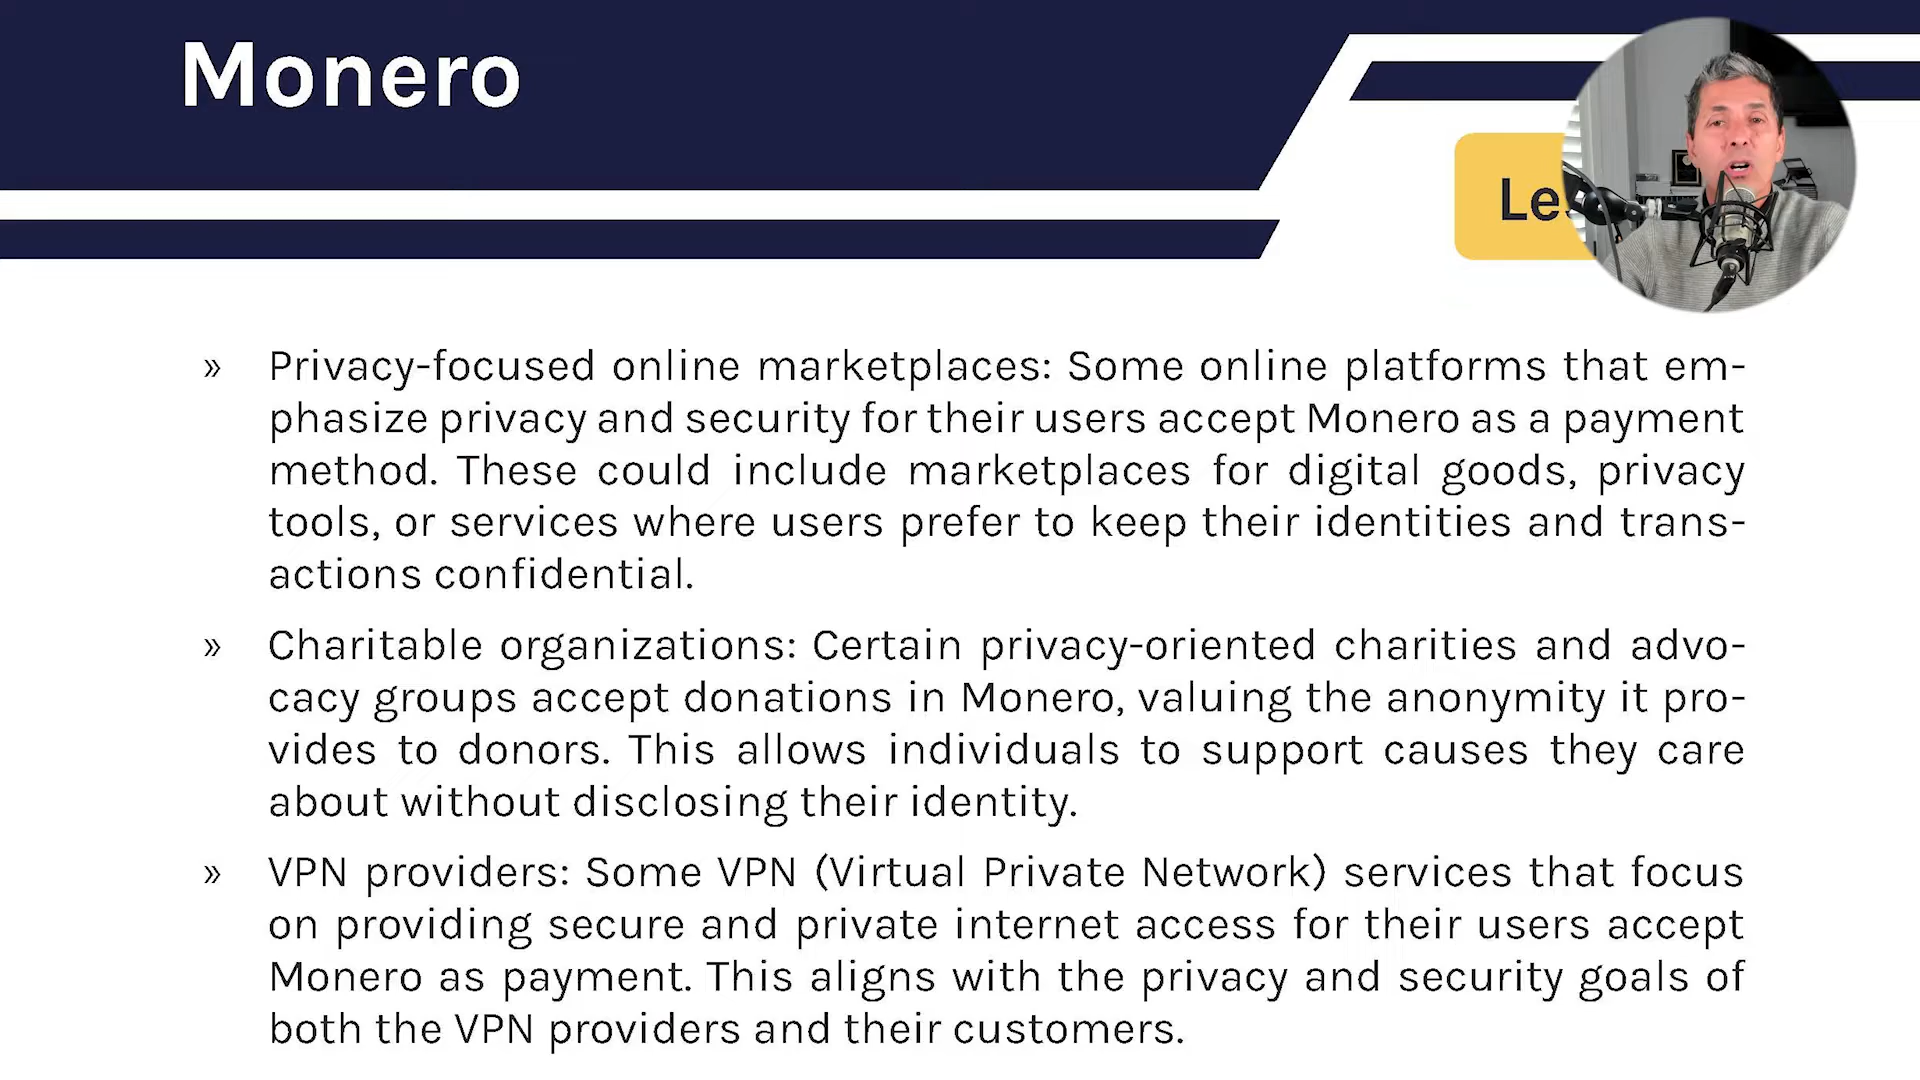 Monero
» Privacy-focused online marketplaces: Some online platforms that em-
phasize privacy and security for their users accept Monero as a payment
method. These could include marketplaces for digital goods, privacy
tools, or services where users prefer to keep their identities and trans-
actions confidential.
» Charitable organizations: Certain privacy-oriented charities and advo-
cacy groups accept donations in Monero, valuing the anonymity it pro-
vides to donors. This allows individuals to support causes they care
about without disclosing their identity.
» VPN providers: Some VPN (Virtual Private Network) services that focus
on providing secure and private internet access for their users accept
Monero as payment. This aligns with the privacy and security goals of
both the VPN providers and their customers.